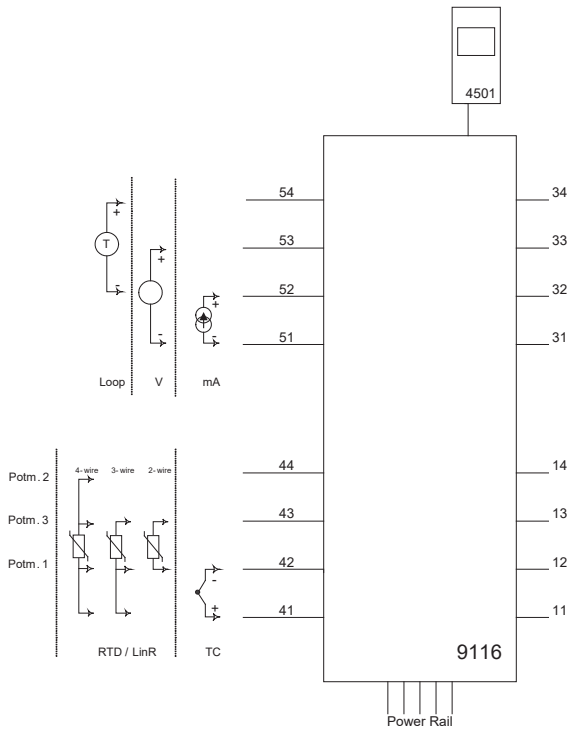 4501
54
34
+
T
53
33
+
-
52
32
+
51
31
-
-
Loop
V
mA
4- wire
3- wire
2- wire
44
14
Potm. 2
Potm. 3
43
13
Potm. 1
42
12
-
+
41
11
RTD / LinR
TC
9116
Power Rail